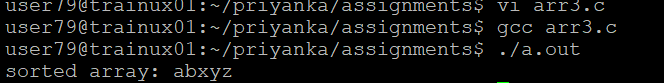 user79@trainux01:~/priyanka/assignments$ vi arr3.c
user79@trainux01:~/priyanka/assignments$ gcc arr3.c
user79@trainux01:~/priyanka/assignments$ ./a.out
sorted array: abxyz